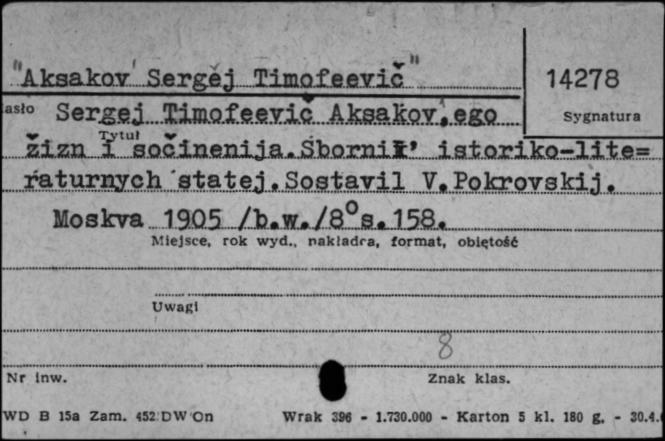 "Aksakov Sergěj Timofeevič"
14278
asło Sergej Timofeevič Aksakov, ego
Sygnatura
Tytuł
žizn i sočinenija. Sbornik' istoriko-lite=
raturnych statej. Sostavil V. Pokrovskij.
Moskva 1905 /b.w./8° s. 158.
Miejsce, rok wyd., nakładca, format, objętość
Uwagi
8
Nr inw.
Znak klas.
WD B 15a Zam. 452 DW On Wrak 396 - 1.730.000 - Karton 5 kl. 180 g. - 30.4.